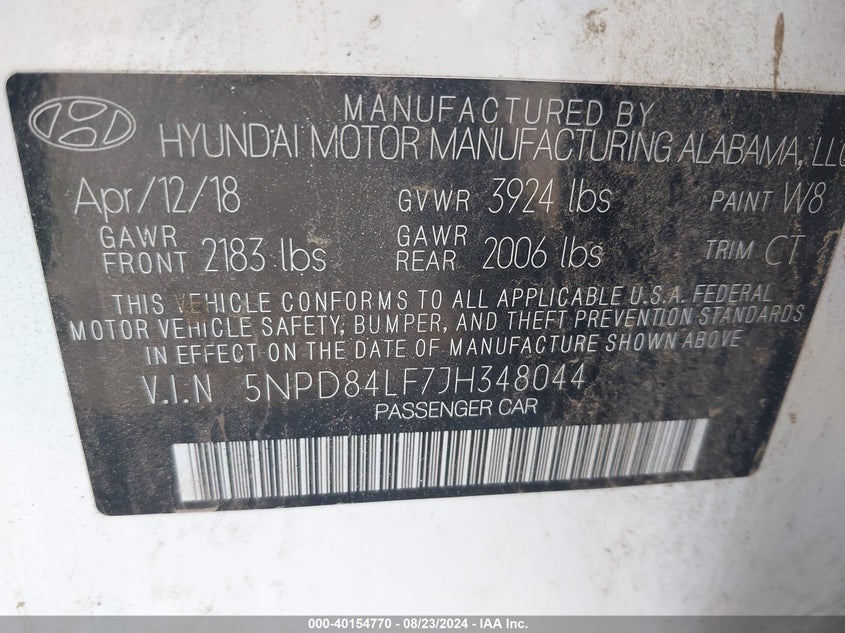 MANUFACTURED BY
HYUNDAI MOTOR MANUFACTURING ALABAMA, LLC
Apr/12/18 GVWR 3924 lbs PAINT W8
GAWR FRONT 2183 lbs GAWR REAR 2006 lbs TRIM CT
THIS VEHICLE CONFORMS TO ALL APPLICABLE U.S.A. FEDERAL
MOTOR VEHICLE SAFETY, BUMPER, AND THEFT PREVENTION STANDARDS
IN EFFECT ON THE DATE OF MANUFACTURE SHOWN ABOVE
V.I.N 5NPD84LF7JH348044
PASSENGER CAR
000-40154770 - 08/23/2024 - IAA Inc.